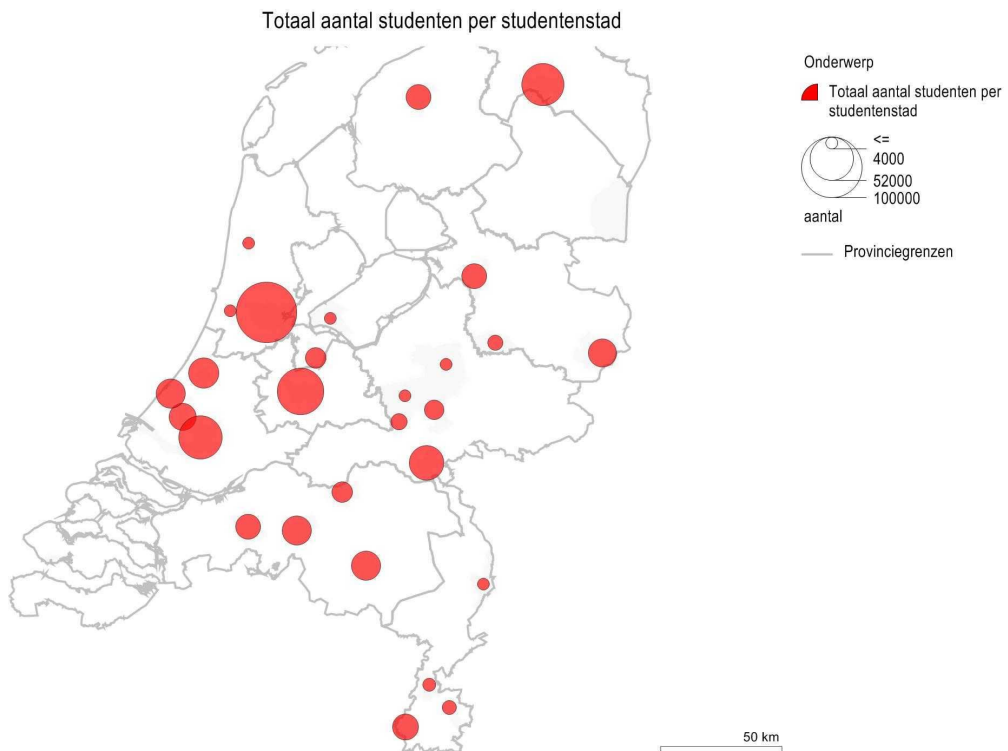 Totaal aantal studenten per studentenstad
Onderwerp
Totaal aantal studenten per
studentenstad
<=
4000
52000
100000
aantal
Provinciegrenzen
50 km